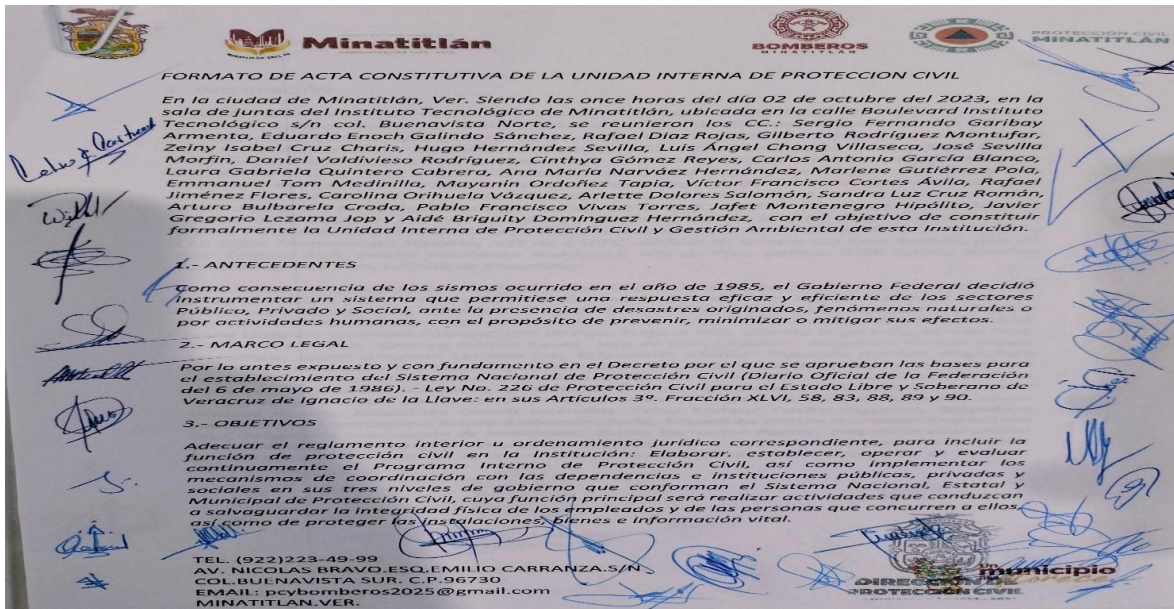 Minatitlán
BOMBEROS
MINATITLÁN
PROTECCIÓN CIVIL
MINATITLÁN
FORMATO DE ACTA CONSTITUTIVA DE LA UNIDAD INTERNA DE PROTECCION CIVIL
En la ciudad de Minatitlán, Ver. Siendo las once horas del día 02 de octubre del 2023, en la
sala de juntas del Instituto Tecnológico de Minatitlán, ubicada en la calle Boulevard Instituto
Tecnológico s/n col. Buenavista Norte, se reunieron los CC.: Sergio Fernando Garibay
Armenta, Eduardo Enoch Galindo Sánchez, Rafael Díaz Rojas, Gilberto Rodríguez Montufar,
Zeiny Isabel Cruz Charis, Hugo Hernández Sevilla, Luis Ángel Chong Villaseca, José Sevilla
Morfín, Daniel Valdivieso Rodríguez, Cinthya Gómez Reyes, Carlos Antonio García Blanco,
Laura Gabriela Quintero Cabrera, Ana María Narváez Hernández, Marlene Gutiérrez Pola,
Emmanuel Tom Medinilla, Mayanin Ordoñez Tapia, Víctor Francisco Cortes Ávila, Rafael
Jiménez Flores, Carolina Orihuela Vázquez, Arlette Dolores Salomón, Sandra Luz Cruz Román,
Arturo Bulbarela Croda, Pablo Francisco Vivas Torres, Jafet Montenegro Hipólito, Javier
Gregorio Lezama Jop y Aidé Briguity Domínguez Hernández, con el objetivo de constituir
formalmente la Unidad Interna de Protección Civil y Gestión Ambiental de esta Institución.
1.- ANTECEDENTES
Como consecuencia de los sismos ocurrido en el año de 1985, el Gobierno Federal decidió
instrumentar un sistema que permitiese una respuesta eficaz y eficiente de los sectores
Público, Privado y Social, ante la presencia de desastres originados, fenómenos naturales o
por actividades humanas, con el propósito de prevenir, minimizar o mitigar sus efectos.
2.- MARCO LEGAL
Por lo antes expuesto y con fundamento en el Decreto por el que se aprueban las bases para
el establecimiento del Sistema Nacional de Protección Civil (Diario Oficial de la Federación
del 6 de mayo de 1986). - Ley No. 226 de Protección Civil para el Estado Libre y Soberano de
Veracruz de Ignacio de la Llave: en sus Artículos 3º. Fracción XLVI, 58, 83, 88, 89 y 90.
3.- OBJETIVOS
Adecuar el reglamento interior u ordenamiento jurídico correspondiente, para incluir la
función de protección civil en la Institución: Elaborar. establecer, operar y evaluar
continuamente el Programa Interno de Protección Civil, así como implementar los
mecanismos de coordinación con las dependencias e instituciones públicas, privadas y
sociales en sus tres niveles de gobierno que conforman el Sistema Nacional, Estatal y
Municipal de Protección Civil, cuya función principal será realizar actividades que conduzcan
a salvaguardar la integridad física de los empleados y de las personas que concurren a ellos,
así como de proteger las instalaciones, bienes e información vital.
TEL. (922)223-49-99
AV. NICOLAS BRAVO.ESQ.EMILIO CARRANZA.S/N
COL.BUENAVISTA SUR. C.P.96730
EMAIL: pcybomberos2025@gmail.com
MINATITLAN.VER.
un
municipio
DIRECCION DE
PROTECCION CIVIL